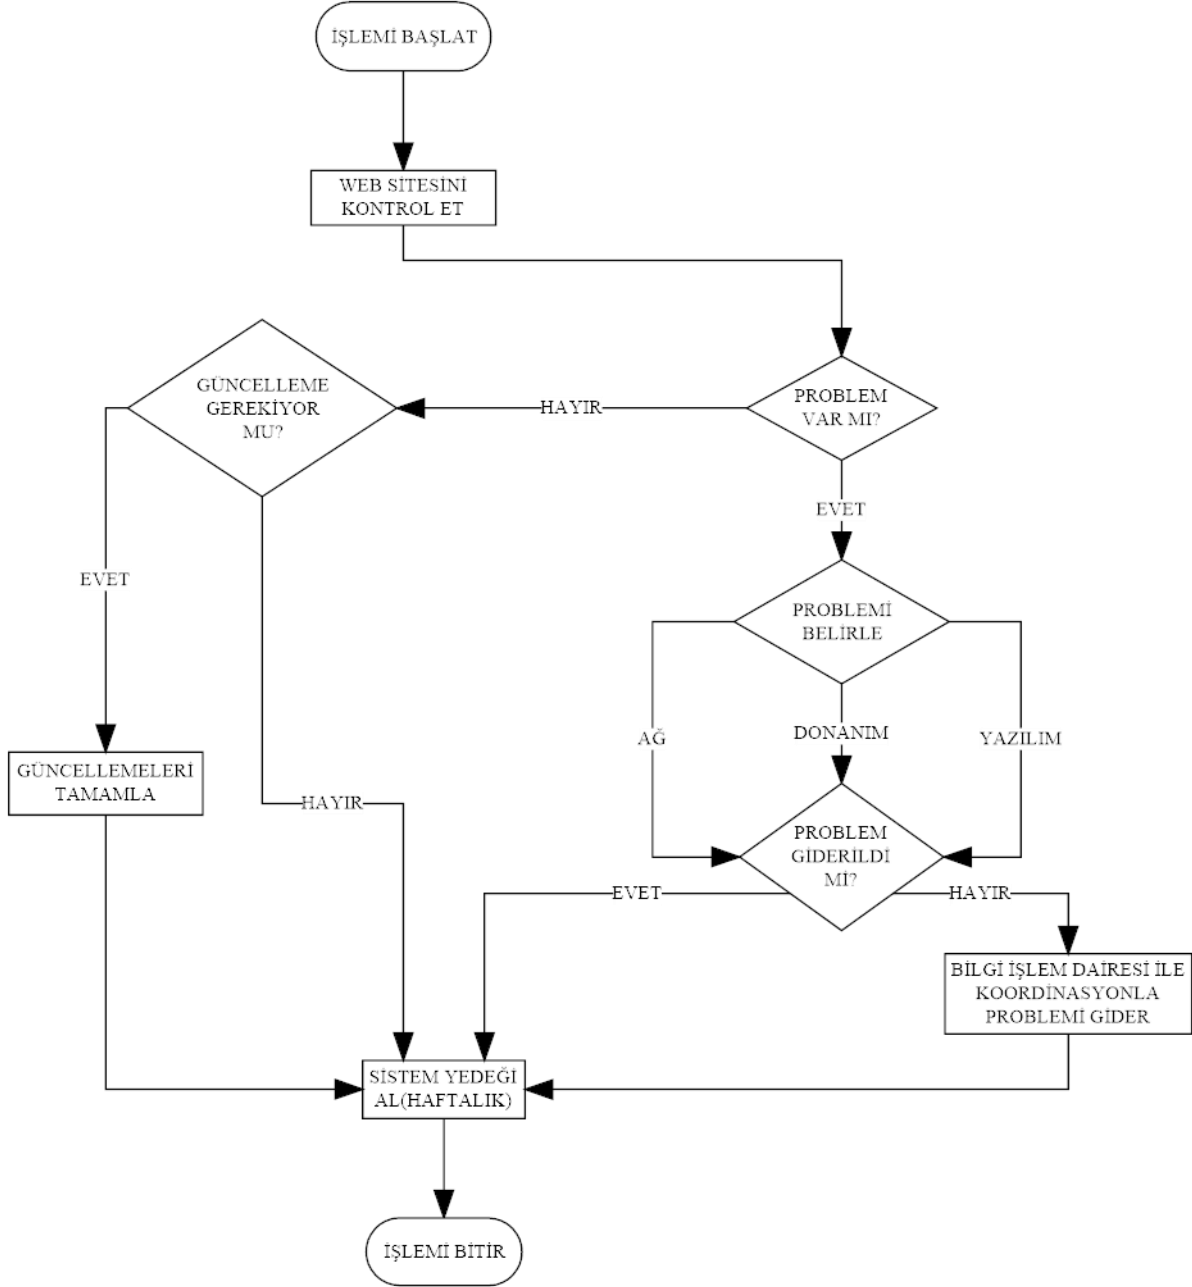 İŞLEMİ BAŞLAT
WEB SİTESİNİ
KONTROL ET
GÜNCELLEME
GEREKİYOR
MU?
HAYIR
PROBLEM
VAR MI?
EVET
EVET
PROBLEMİ
BELİRLE
AĞ
DONANIM
YAZILIM
GÜNCELLEMELERİ
TAMAMLA
HAYIR
PROBLEM
GİDERİLDİ
Mİ?
EVET
HAYIR
BİLGİ İŞLEM DAİRESİ İLE
KOORDİNASYONLA
PROBLEMİ GİDER
SİSTEM YEDEĞİ
AL(HAFTALIK)
İŞLEMİ BİTİR